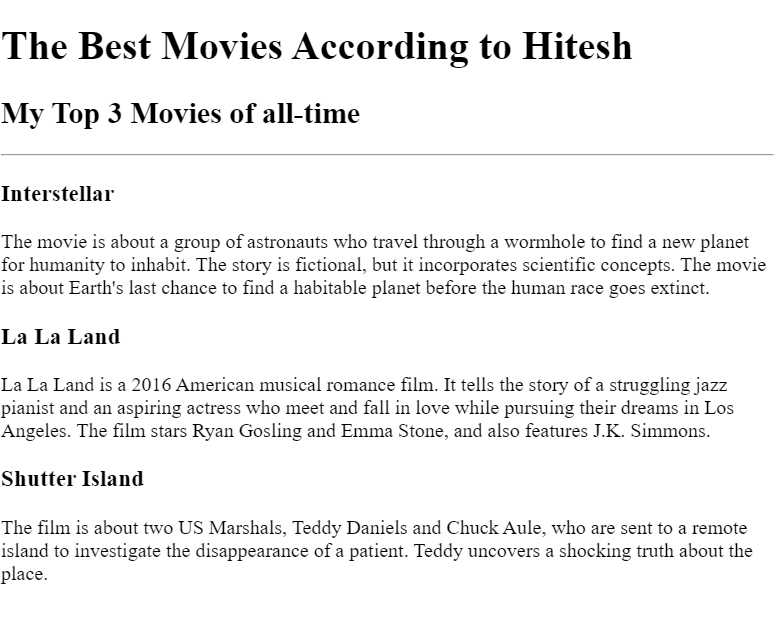 The Best Movies According to Hitesh
My Top 3 Movies of all-time
Interstellar
The movie is about a group of astronauts who travel through a wormhole to find a new planet
for humanity to inhabit. The story is fictional, but it incorporates scientific concepts. The movie
is about Earth's last chance to find a habitable planet before the human race goes extinct.
La La Land
La La Land is a 2016 American musical romance film. It tells the story of a struggling jazz
pianist and an aspiring actress who meet and fall in love while pursuing their dreams in Los
Angeles. The film stars Ryan Gosling and Emma Stone, and also features J.K. Simmons.
Shutter Island
The film is about two US Marshals, Teddy Daniels and Chuck Aule, who are sent to a remote
island to investigate the disappearance of a patient. Teddy uncovers a shocking truth about the
place.